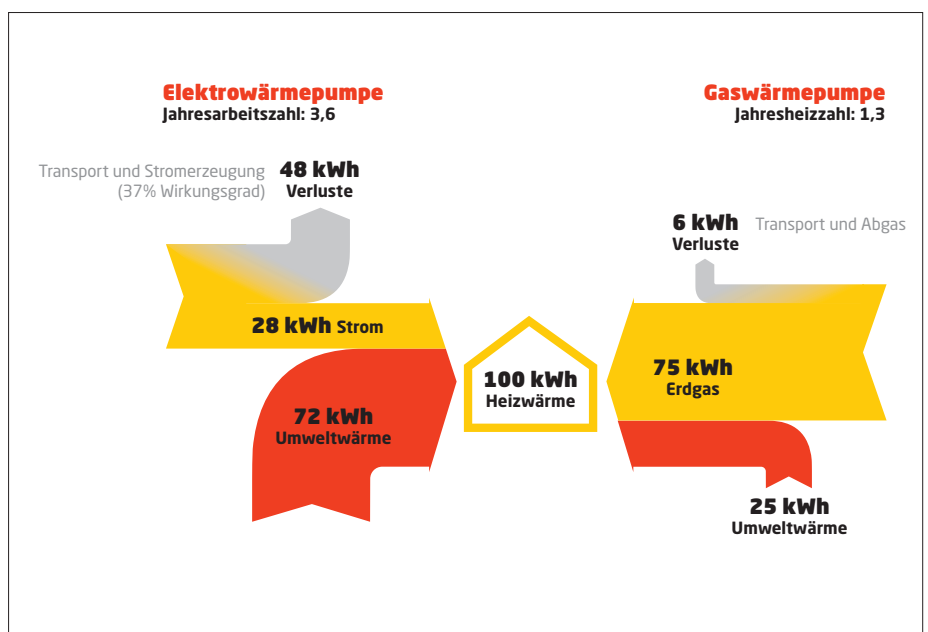 Elektrowärmepumpe
Jahresarbeitszahl: 3,6
Transport und Stromerzeugung
(37% Wirkungsgrad)
48 kWh
Verluste
28 kWh Strom
72 kWh
Umweltwärme
100 kWh
Heizwärme
Gaswärmepumpe
Jahresheizzahl: 1,3
6 kWh
Verluste
Transport und Abgas
75 kWh
Erdgas
25 kWh
Umweltwärme